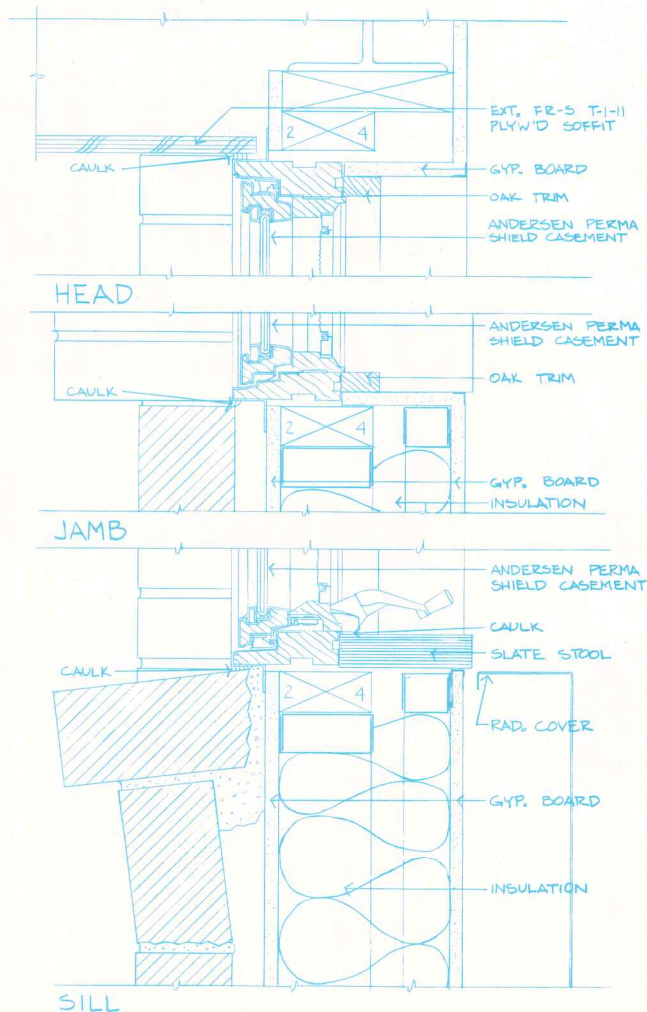 EXT. FR-S T-1-11
PLYW'D SOFFIT
2 4
CAULK
GYP. BOARD
OAK TRIM
ANDERSEN PERMA
SHIELD CASEMENT
HEAD
ANDERSEN PERMA
SHIELD CASEMENT
OAK TRIM
CAULK
2 4
GYP. BOARD
INSULATION
JAMB
ANDERSEN PERMA
SHIELD CASEMENT
CAULK
SLATE STOOL
CAULK
2 4
RAD. COVER
GYP. BOARD
INSULATION
SILL